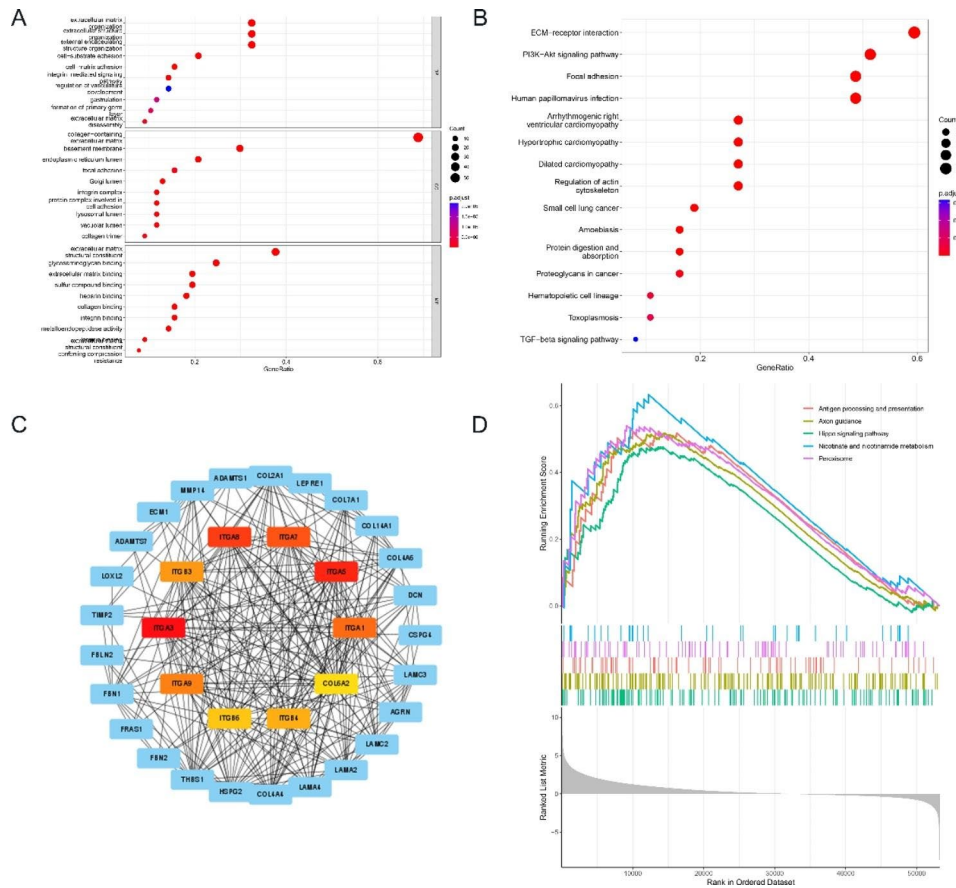 A
extracellular matrix
organization
extracellular structure
organization
external encapsulating
structure organization
cell-substrate adhesion
cell-matrix adhesion
integrin-mediated signaling
pathway
regulation of vasculature
development
gastrulation
formation of primary germ
layer
extracellular matrix
disassembly
collagen-containing
extracellular matrix
basement membrane
endoplasmic reticulum lumen
focal adhesion
Golgi lumen
integrin complex
protein complex involved in
cell adhesion
lysosomal lumen
vacuolar lumen
collagen trimer
extracellular matrix
structural constituent
glycosaminoglycan binding
extracellular matrix binding
sulfur compound binding
heparin binding
collagen binding
integrin binding
metalloendopeptidase activity
extracellular matrix
structural constituent
conferring compression
resistance
0.2
0.4
0.6
GeneRatio
Count
10
20
30
40
50
p.adjust
B
ECM-receptor interaction
PI3K-Akt signaling pathway
Focal adhesion
Human papillomavirus infection
Arrhythmogenic right
ventricular cardiomyopathy
Hypertrophic cardiomyopathy
Dilated cardiomyopathy
Regulation of actin
cytoskeleton
Small cell lung cancer
Amoebiasis
Protein digestion and
absorption
Proteoglycans in cancer
Hematopoietic cell lineage
Toxoplasmosis
TGF-beta signaling pathway
0.2
0.4
0.6
GeneRatio
Coun
p.adjust
C
COL2A1
ADAMTS1
LEPRE1
MMP14
COL7A1
ECM1
COL14A1
ADAMTS7
COL4A6
LOXL2
DCN
TIMP2
CSPG4
FBLN2
LAMC3
FBN1
AGRN
FRAS1
LAMC2
FBN2
LAMA2
THBS1
LAMA4
HSPG2
COL4A4
ITGA7
ITGB3
ITGA3
ITGA1
ITGA9
COL6A2
ITGB4
D
Running Enrichment Score
0.6
0.4
0.2
0.0
Antigen processing and presentation
Axon guidance
Hippo signaling pathway
Nicotinate and nicotinamide metabolism
Peroxisome
Ranked List Metric
10
5
0
−5
10000
20000
30000
40000
50000
Rank in Ordered Dataset